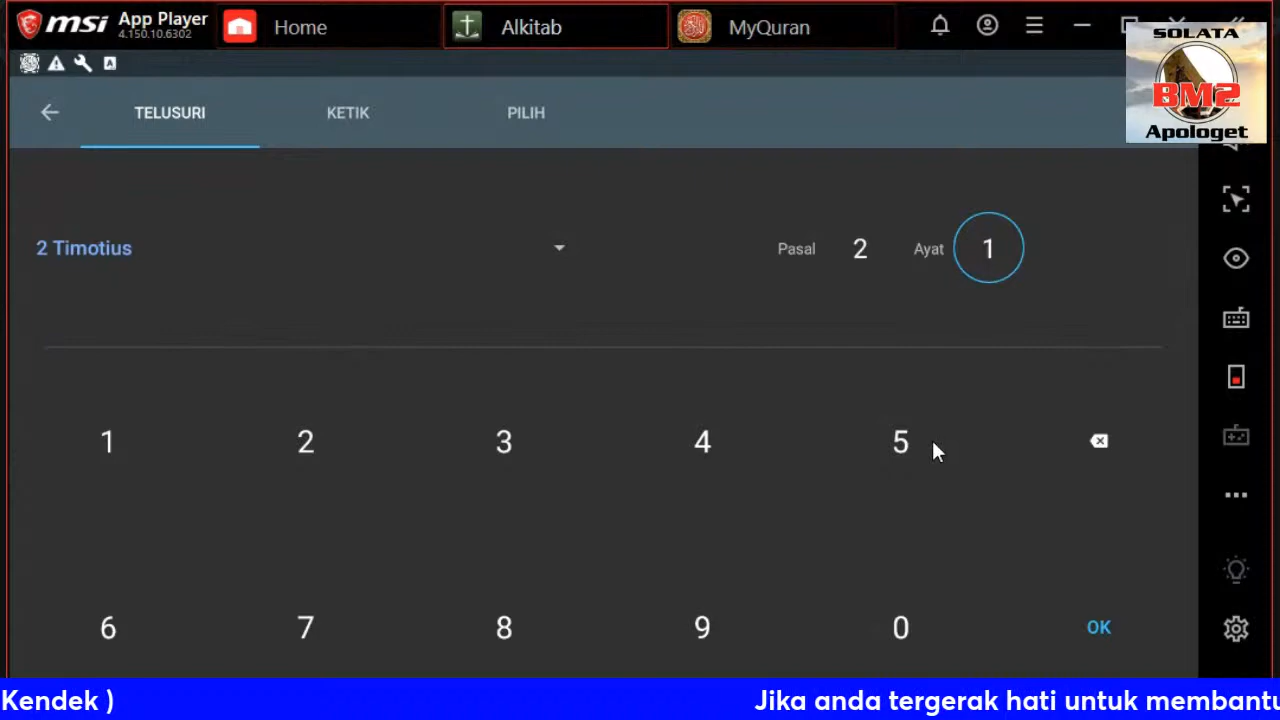 msi App Player
4.150.10.6302
Home
Alkitab
MyQuran
SOLATA
BM2
Apologet
TELUSURI
KETIK
PILIH
2 Timotius
Pasal 2 Ayat 1
1 2 3 4 5
6 7 8 9 0 OK
Kendek ) Jika anda tergerak hati untuk membantu